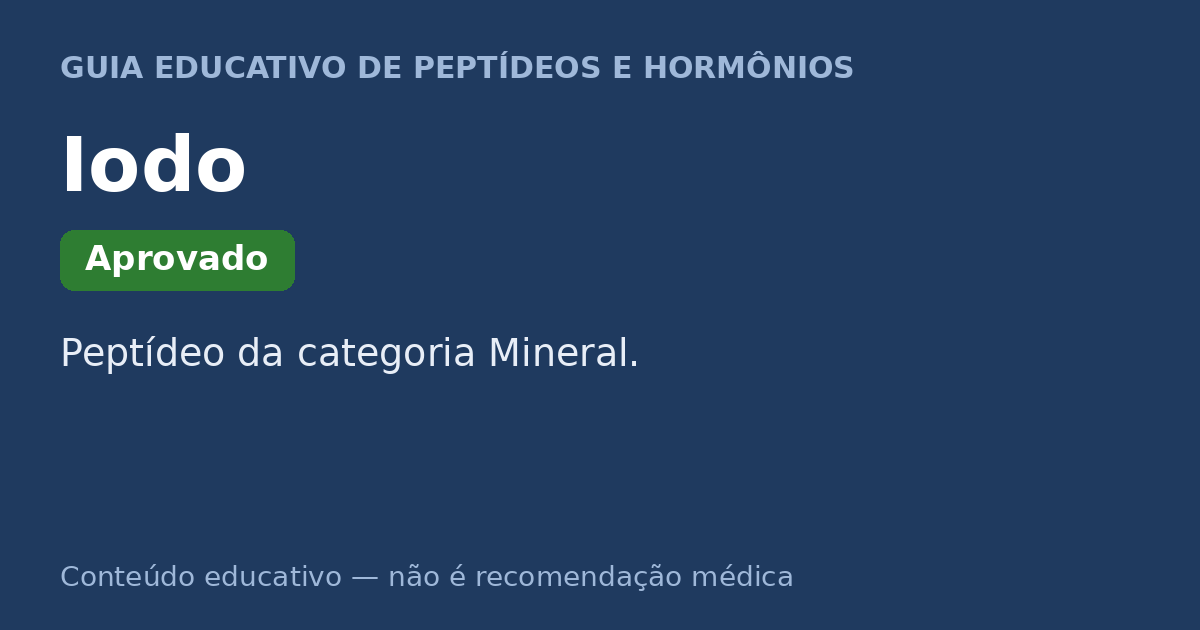 GUIA EDUCATIVO DE PEPTÍDEOS E HORMÔNIOS
Iodo
Aprovado
Peptídeo da categoria Mineral.
Conteúdo educativo — não é recomendação médica